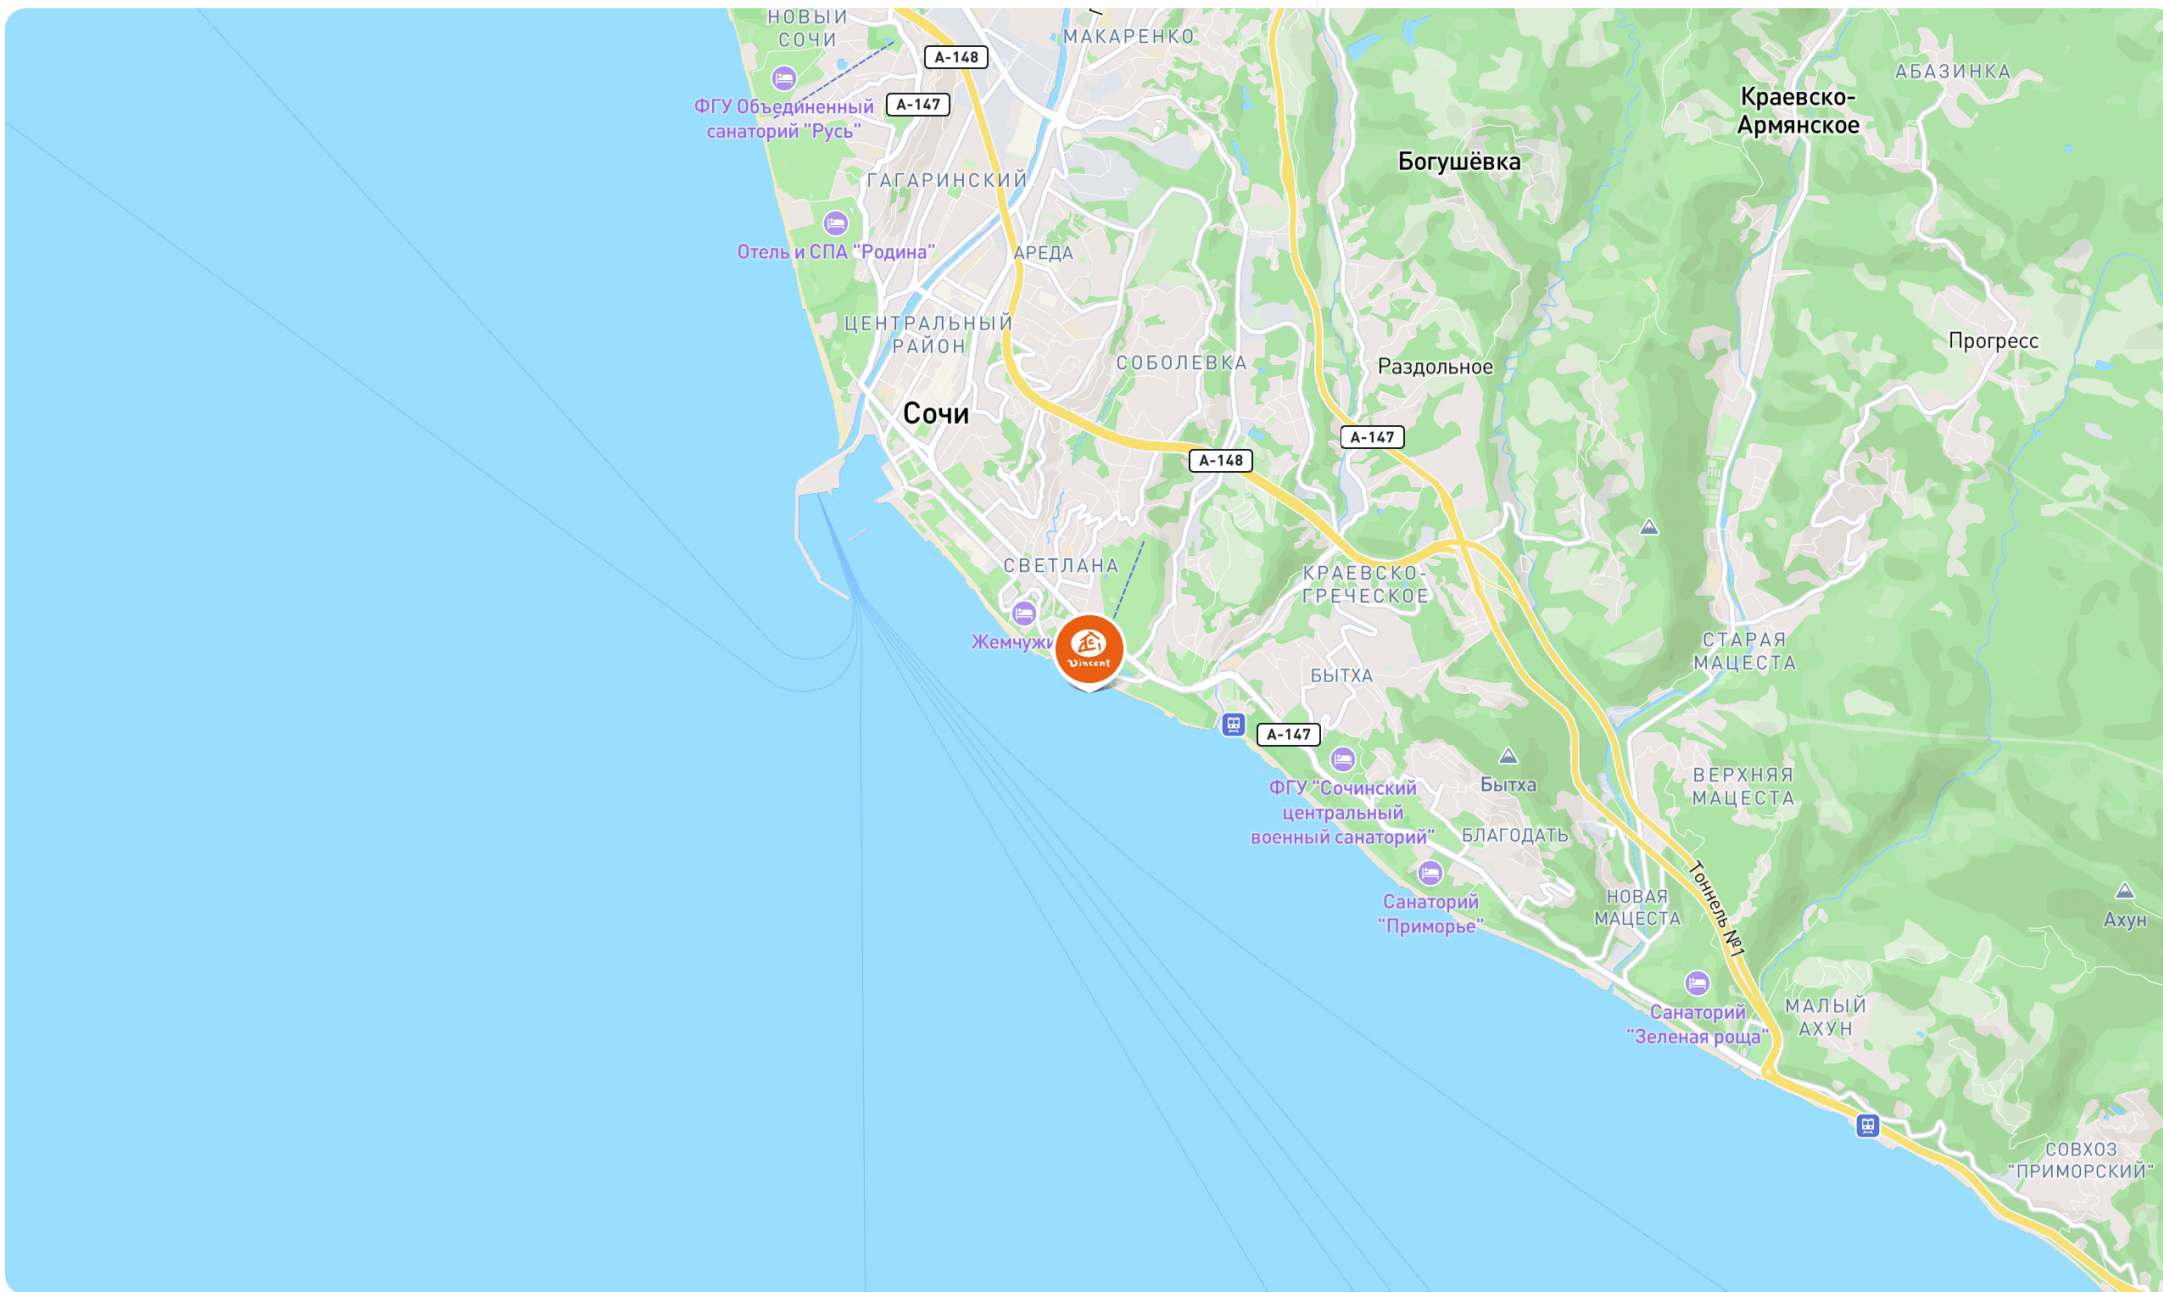 НОВЫЙ
СОЧИ
МАКАРЕНКО
А-148
АБАЗИНКА
ФГУ Объединенный
санаторий "Русь"
А-147
Краевско-
Армянское
Богушёвка
ГАГАРИНСКИЙ
Отель и СПА "Родина"
АРЕДА
ЦЕНТРАЛЬНЫЙ
РАЙОН
СОБОЛЕВКА
Раздольное
Прогресс
Сочи
А-147
А-148
СВЕТЛАНА
КРАЕВСКО-
ГРЕЧЕСКОЕ
Жемчужи
Vincent
БЫТХА
СТАРАЯ
МАЦЕСТА
А-147
ФГУ "Сочинский
центральный
военный санаторий"
Бытха
ВЕРХНЯЯ
МАЦЕСТА
БЛАГОДАТЬ
Санаторий
"Приморье"
НОВАЯ
МАЦЕСТА
Тоннель №1
Ахун
Санаторий
"Зеленая роща"
МАЛЫЙ
АХУН
СОВХОЗ
"ПРИМОРСКИЙ"